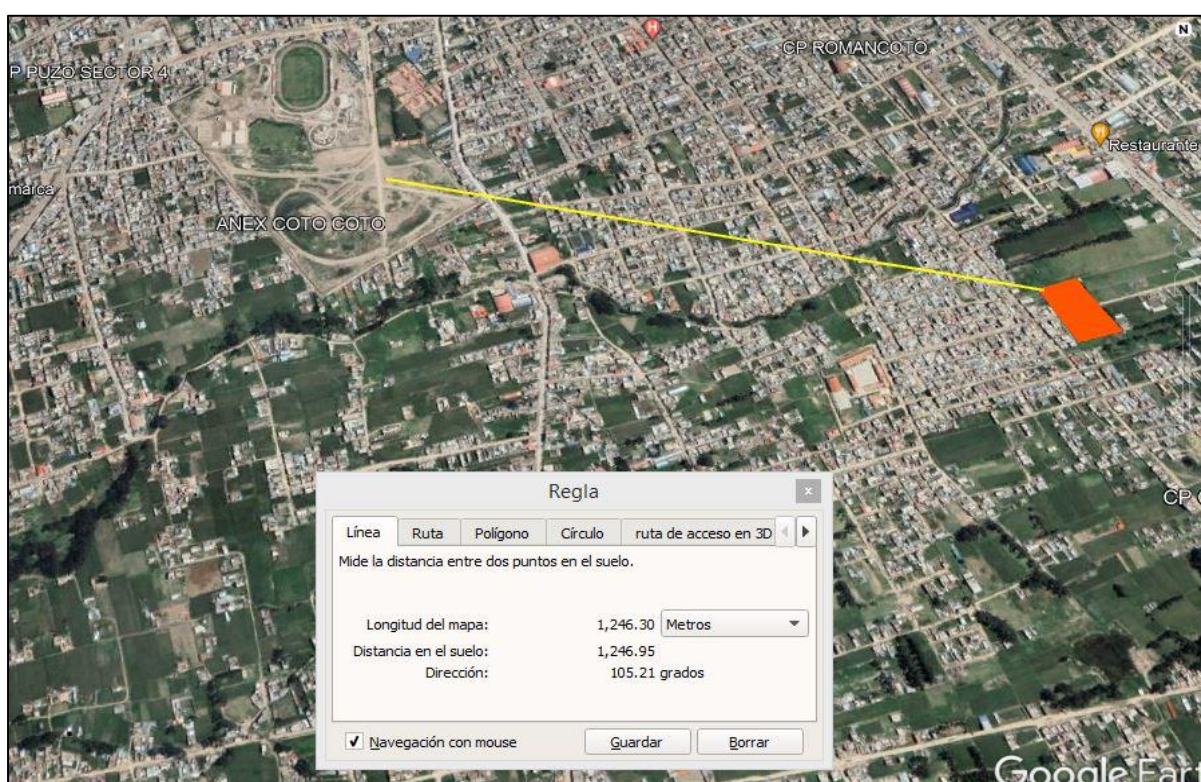 N
CP ROMANCOTO
P PUZO SECTOR 4
H
Restaurante
marca
ANEX COTO COTO
CP
Regla
x
Línea Ruta Polígono Círculo ruta de acceso en 3D
Mide la distancia entre dos puntos en el suelo.
Longitud del mapa: 1,246.30 Metros
Distancia en el suelo: 1,246.95
Dirección: 105.21 grados
Navegación con mouse Guardar Borrar
Google Ear